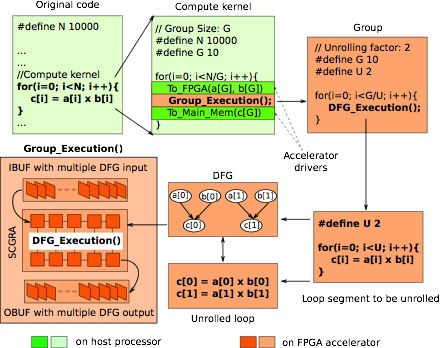 Original code
#define N 10000
...
...
//Compute kernel
for(i=0; i<N; i++){
c[i] = a[i] x b[i]
}
...
Compute kernel
// Group Size: G
#define N 10000
#define G 10
for(i=0; i<N/G; i++){
To_FPGA(a[G], b[G])
Group_Execution();
To_Main_Mem(c[G])
}
Accelerator
drivers
Group
// Unrolling factor: 2
#define G 10
#define U 2
for(i=0; i<G/U; i++){
DFG_Execution();
}
#define U 2
for(i=0; i<U; i++){
c[i] = a[i] x b[i]
}
Loop segment to be unrolled
DFG
a[0] b[0] a[1] b[1]
c[0] c[1]
c[0] = a[0] x b[0]
c[1] = a[1] x b[1]
Unrolled loop
Group_Execution()
IBUF with multiple DFG input
SCGRA
DFG_Execution()
OBUF with multiple DFG output
on host processor
on FPGA accelerator